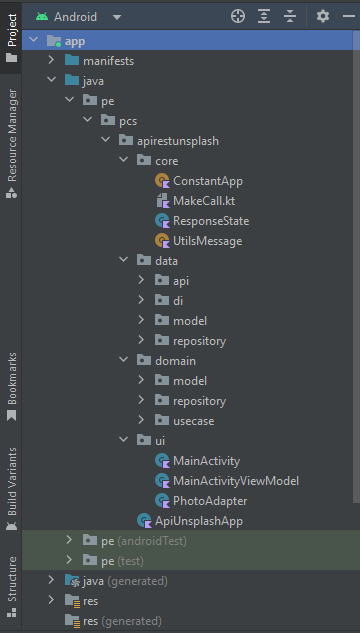 Project
Resource Manager
Bookmarks
Build Variants
Structure
Android
app
manifests
java
pe
pcs
apirestunsplash
core
ConstantApp
MakeCall.kt
ResponseState
UtilsMessage
data
api
di
model
repository
domain
model
repository
usecase
ui
MainActivity
MainActivityViewModel
PhotoAdapter
ApiUnsplashApp
pe (androidTest)
pe (test)
java (generated)
res
res (generated)